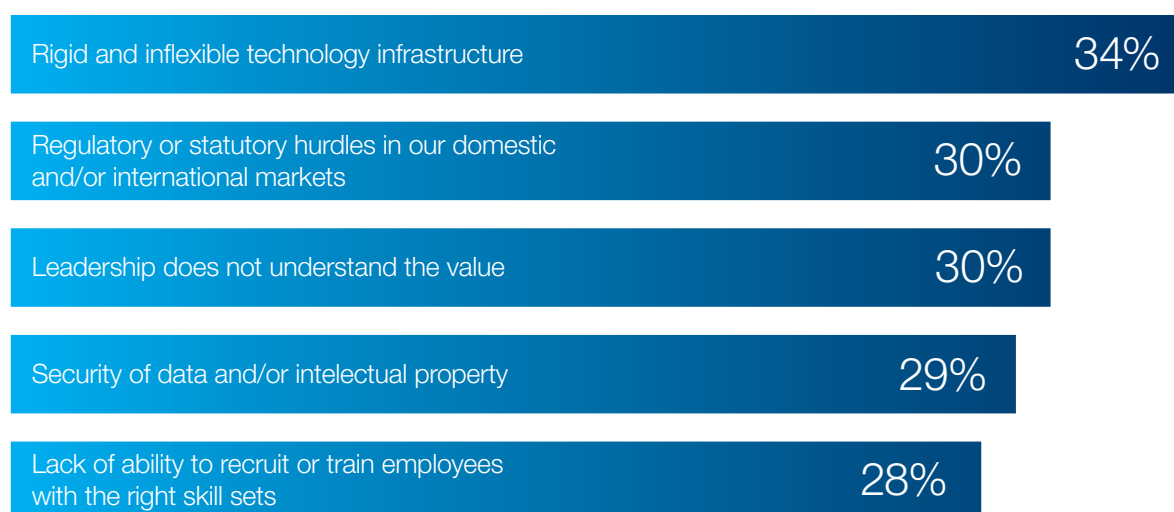 Rigid and inflexible technology infrastructure
34%
Regulatory or statutory hurdles in our domestic
and/or international markets
30%
Leadership does not understand the value
30%
Security of data and/or intelectual property
29%
Lack of ability to recruit or train employees
with the right skill sets
28%